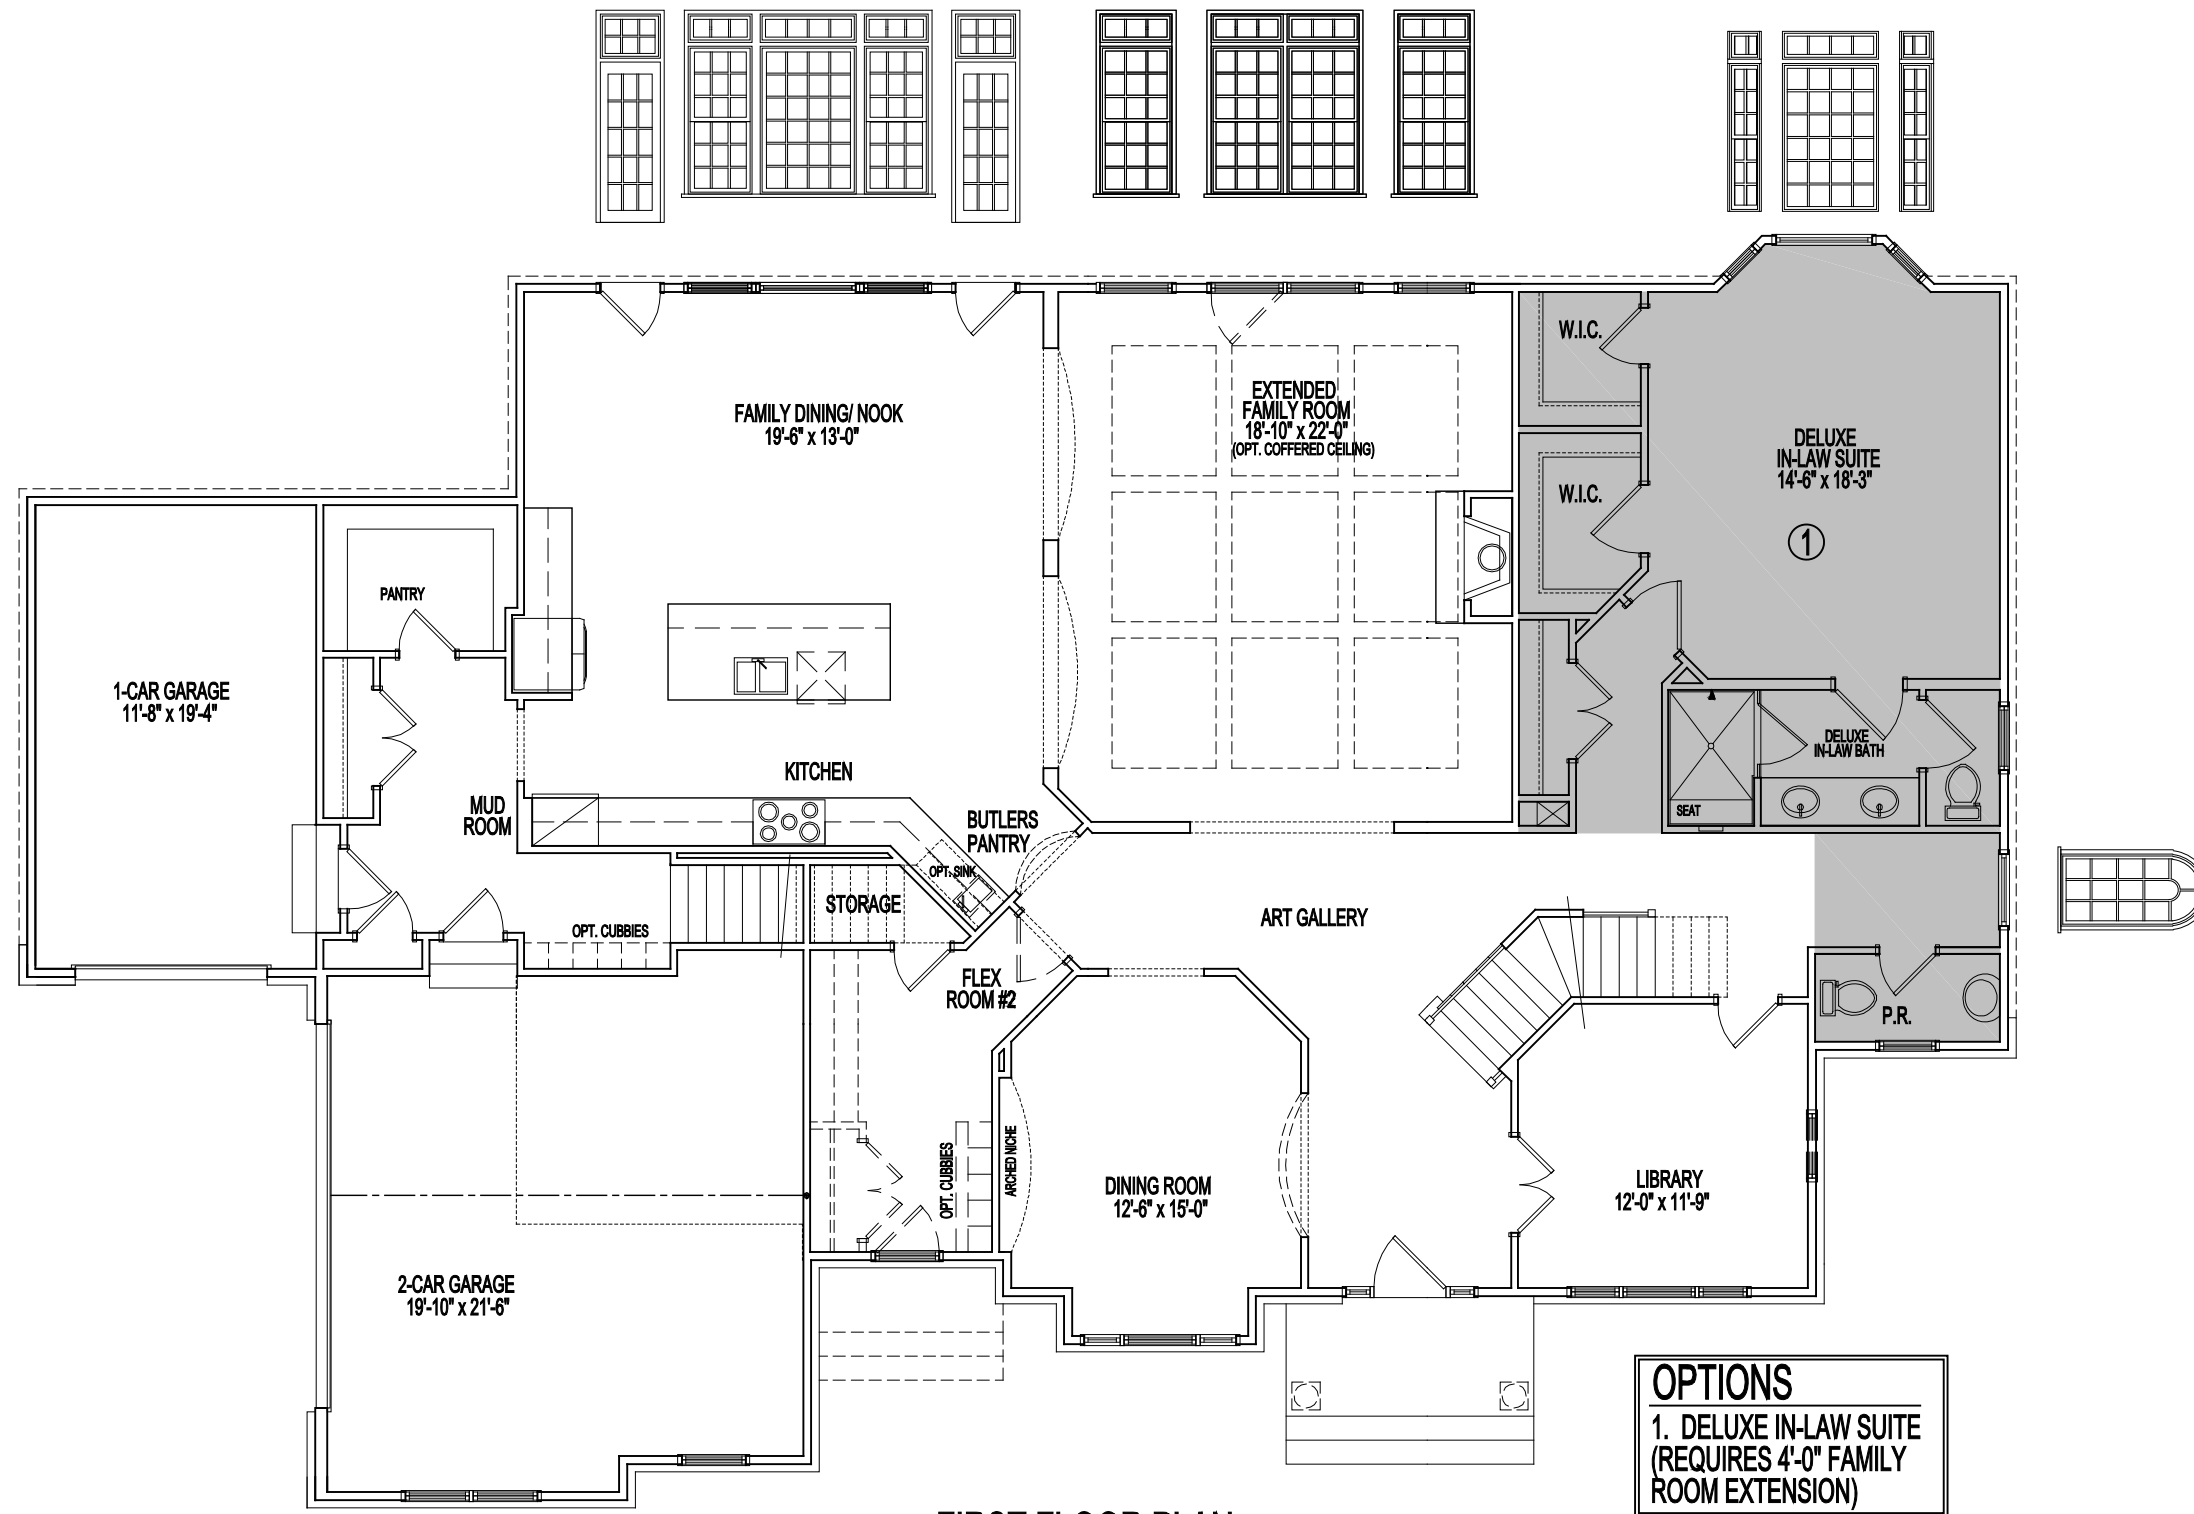 W.I.C.
FAMILY DINING/ NOOK
19'-6" x 13'-0"
EXTENDED
FAMILY ROOM
18'-10" x 22'-0"
(OPT. COFFERED CEILING)
DELUXE
IN-LAW SUITE
14'-6" x 18'-3"
1
W.I.C.
PANTRY
1-CAR GARAGE
11'-8" x 19'-4"
KITCHEN
MUD
ROOM
BUTLERS
PANTRY
DELUXE
IN-LAW BATH
SEAT
OPT. SINK
STORAGE
OPT. CUBBIES
ART GALLERY
FLEX
ROOM #2
P.R.
OPT. CUBBIES
ARCHED NICHE
DINING ROOM
12'-6" x 15'-0"
LIBRARY
12'-0" x 11'-9"
2-CAR GARAGE
19'-10" x 21'-6"
OPTIONS
1. DELUXE IN-LAW SUITE
(REQUIRES 4'-0" FAMILY
ROOM EXTENSION)
FIRST FLOOR PLAN